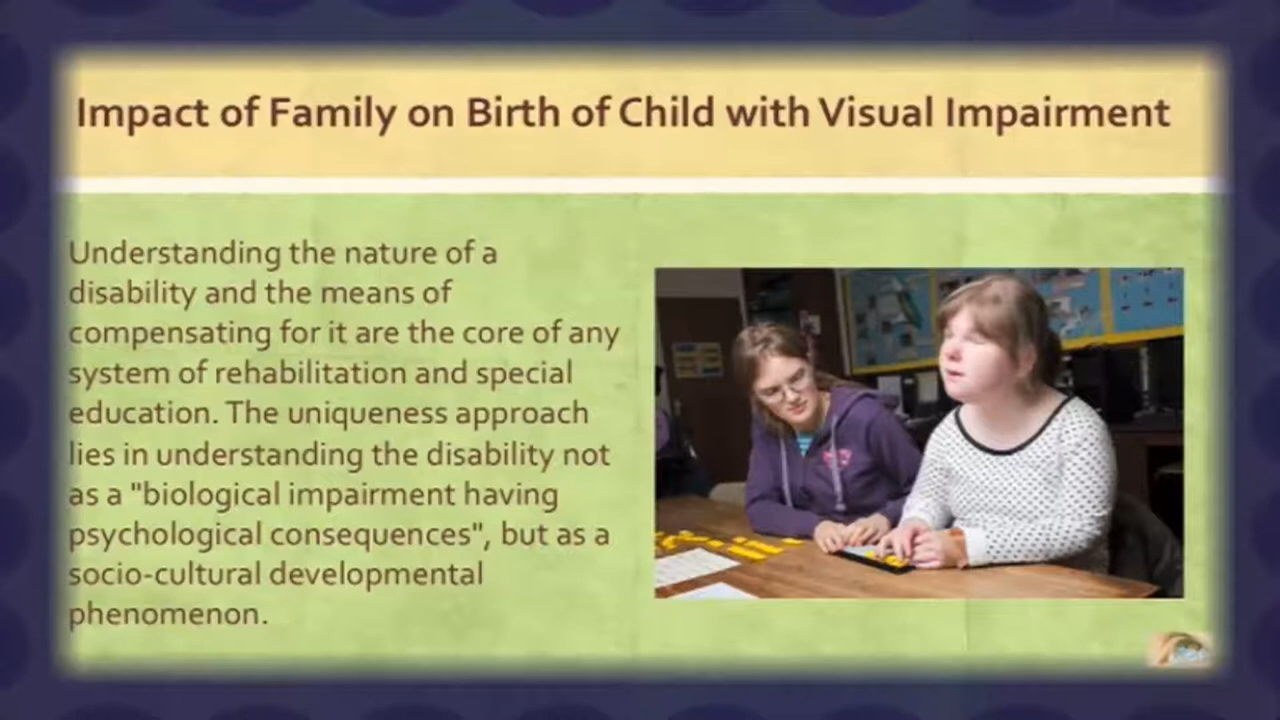 Impact of Family on Birth of Child with Visual Impairment
Understanding the nature of a
disability and the means of
compensating for it are the core of any
system of rehabilitation and special
education. The uniqueness approach
lies in understanding the disability not
as a "biological impairment having
psychological consequences", but as a
socio-cultural developmental
phenomenon.